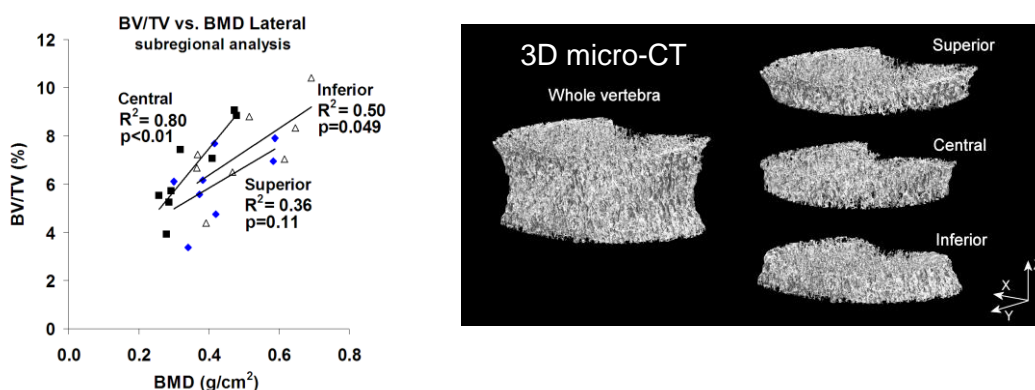 BV/TV vs. BMD Lateral
subregional analysis
12
10
8
6
4
2
0
BV/TV (%)
0.0
0.2
0.4
0.6
0.8
BMD (g/cm²)
Central
R² = 0.80
p<0.01
Inferior
R² = 0.50
p=0.049
Superior
R² = 0.36
p=0.11
3D micro-CT
Whole vertebra
Superior
Central
Inferior
X
Y